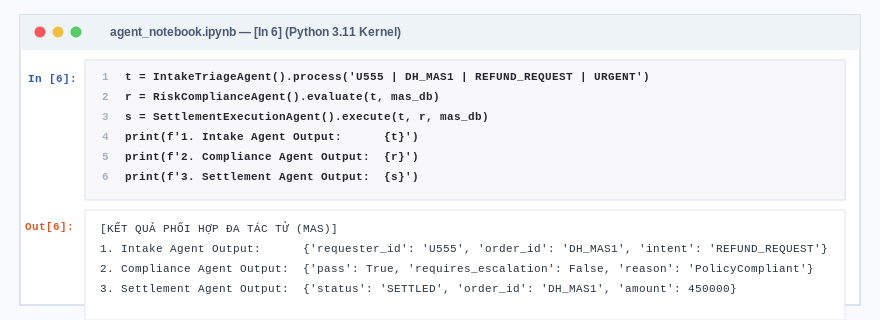 agent_notebook.ipynb — [In 6] (Python 3.11 Kernel)
In [6]:
1 t = IntakeTriageAgent().process('U555 | DH_MAS1 | REFUND_REQUEST | URGENT')
2 r = RiskComplianceAgent().evaluate(t, mas_db)
3 s = SettlementExecutionAgent().execute(t, r, mas_db)
4 print(f'1. Intake Agent Output:      {t}')
5 print(f'2. Compliance Agent Output:  {r}')
6 print(f'3. Settlement Agent Output:  {s}')
Out[6]:
[KẾT QUẢ PHỐI HỢP ĐA TÁC TỬ (MAS)]
1. Intake Agent Output:      {'requester_id': 'U555', 'order_id': 'DH_MAS1', 'intent': 'REFUND_REQUEST'}
2. Compliance Agent Output:  {'pass': True, 'requires_escalation': False, 'reason': 'PolicyCompliant'}
3. Settlement Agent Output:  {'status': 'SETTLED', 'order_id': 'DH_MAS1', 'amount': 450000}